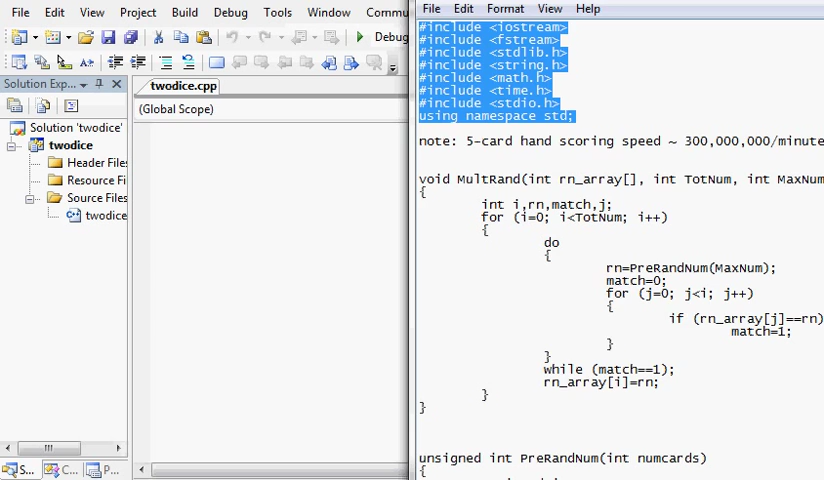 File Edit View Project Build Debug Tools Window Commu
Debug
Solution Exp...
Solution 'twodice'
twodice
Header Files
Resource Fi
Source Files
twodice
S... C... P...
twodice.cpp
(Global Scope)
File Edit Format View Help
#include <iostream>
#include <fstream>
#include <stdlib.h>
#include <string.h>
#include <math.h>
#include <time.h>
#include <stdio.h>
using namespace std;
note: 5-card hand scoring speed ~ 300,000,000/minute
void MultRand(int rn_array[], int TotNum, int MaxNum
{
int i,rn,match,j;
for (i=0; i<TotNum; i++)
{
do
{
rn=PreRandNum(MaxNum);
match=0;
for (j=0; j<i; j++)
{
if (rn_array[j]==rn)
match=1;
}
}
while (match==1);
rn_array[i]=rn;
}
}
unsigned int PreRandNum(int numcards)
{